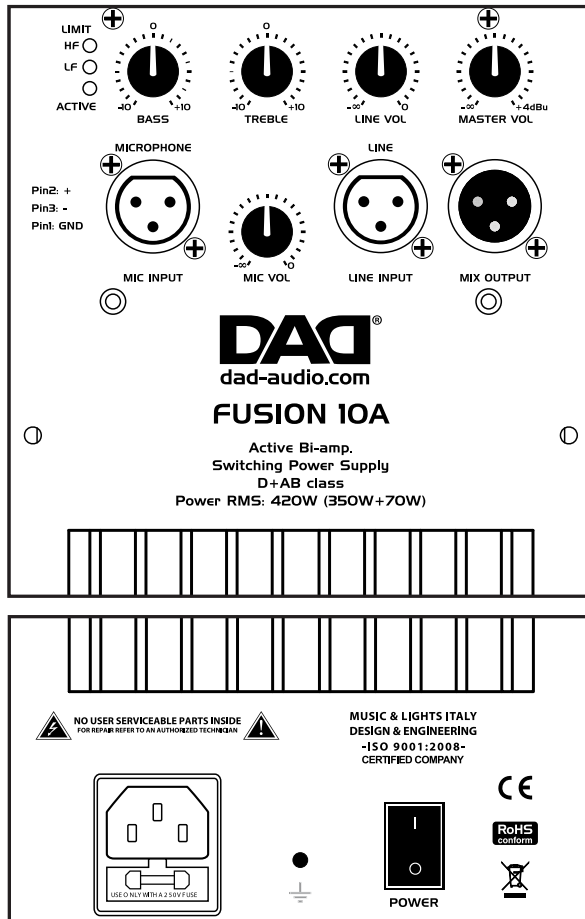 LIMIT
HF
LF
ACTIVE
0
-10 +10
BASS
0
-10 +10
TREBLE
-∞ 0
LINE VOL
-∞ +4dBu
MASTER VOL
MICROPHONE
LINE
Pin2: +
Pin3: -
Pin1: GND
MIC INPUT
-∞ 0
MIC VOL
LINE INPUT
MIX OUTPUT
DAD®
dad-audio.com
FUSION 10A
Active Bi-amp.
Switching Power Supply
D+AB class
Power RMS: 420W (350W+70W)
NO USER SERVICEABLE PARTS INSIDE
FOR REPAIR REFER TO AN AUTHORIZED TECHNICIAN
MUSIC & LIGHTS ITALY
DESIGN & ENGINEERING
-ISO 9001:2008-
CERTIFIED COMPANY
CE
RoHS
conform
USE ONLY WITH A 250V FUSE
I
O
POWER